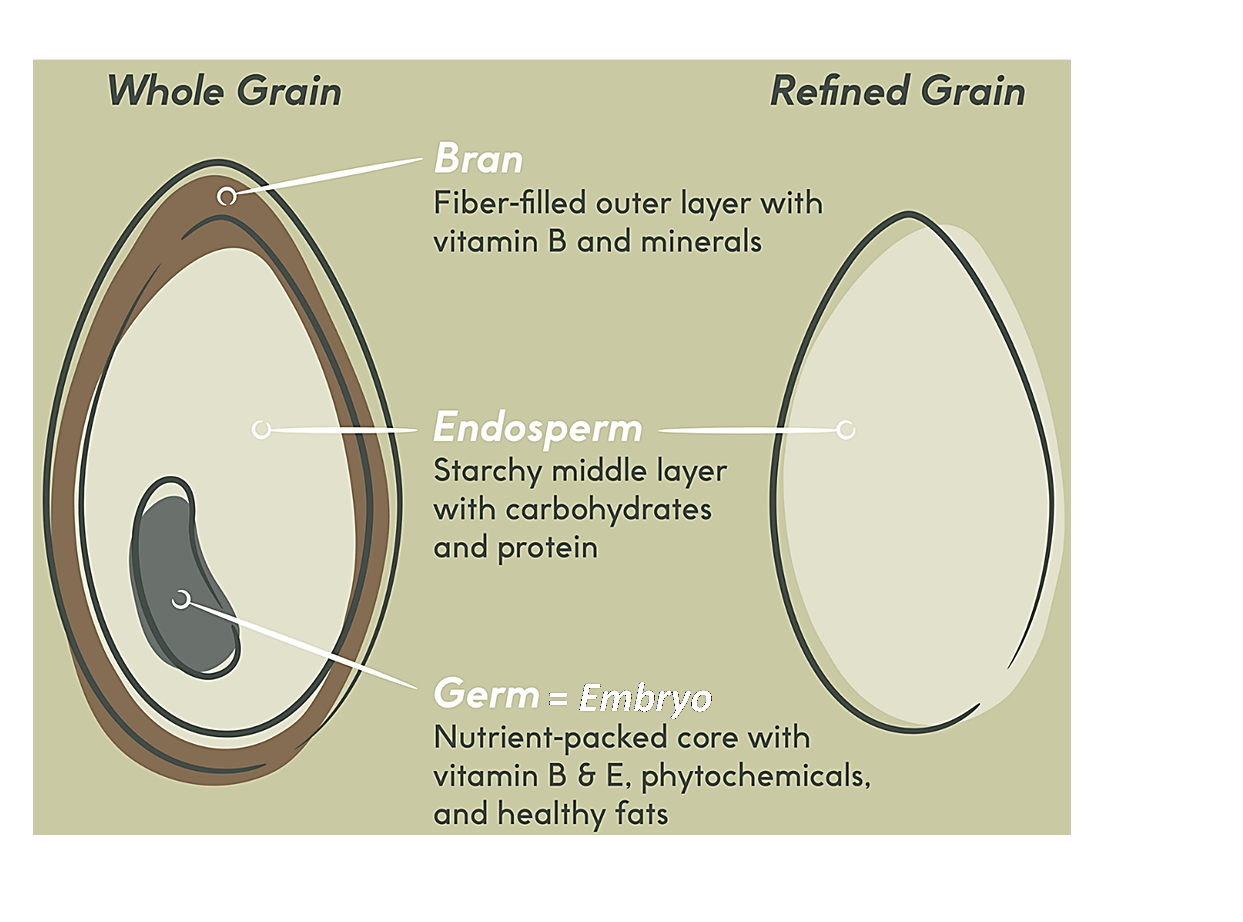 Whole Grain
Refined Grain
Bran
Fiber-filled outer layer with
vitamin B and minerals
Endosperm
Starchy middle layer
with carbohydrates
and protein
Germ = Embryo
Nutrient-packed core with
vitamin B & E, phytochemicals,
and healthy fats